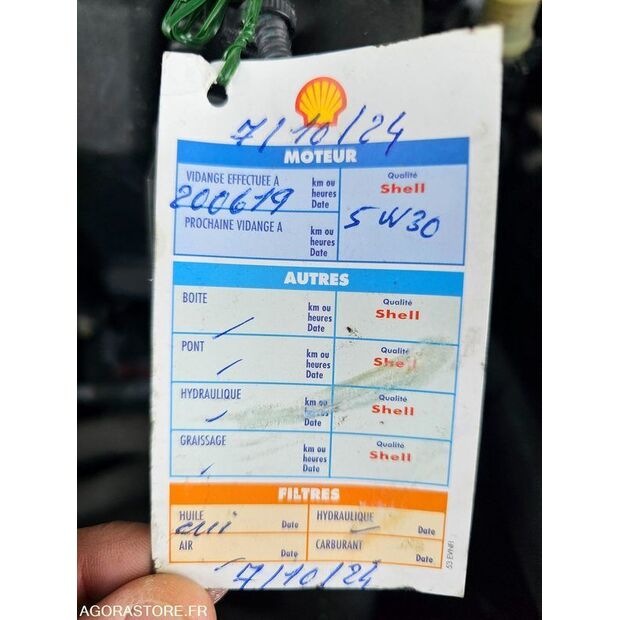 7/10/24
MOTEUR
VIDANGE EFFECTUEE A km ou heures Date Qualité Shell
200619 5W30
PROCHAINE VIDANGE A km ou heures Date
AUTRES
BOITE km ou heures Date Qualité Shell
/
PONT km ou heures Date Qualité Shell
/
HYDRAULIQUE km ou heures Date Qualité Shell
/
GRAISSAGE km ou heures Date Qualité Shell
/
FILTRES
HUILE oui Date HYDRAULIQUE Date
AIR Date CARBURANT Date
7/10/24
AGORASTORE.FR